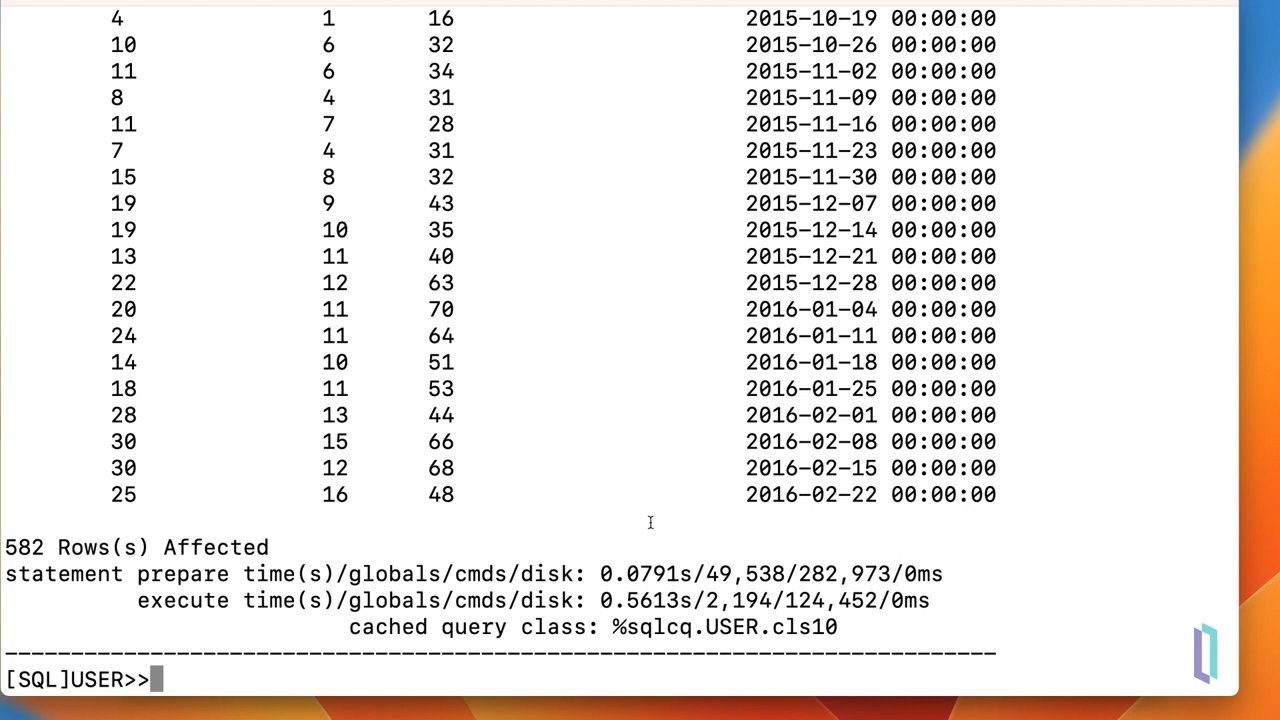 4 1 16 2015-10-19 00:00:00
10 6 32 2015-10-26 00:00:00
11 6 34 2015-11-02 00:00:00
8 4 31 2015-11-09 00:00:00
11 7 28 2015-11-16 00:00:00
7 4 31 2015-11-23 00:00:00
15 8 32 2015-11-30 00:00:00
19 9 43 2015-12-07 00:00:00
19 10 35 2015-12-14 00:00:00
13 11 40 2015-12-21 00:00:00
22 12 63 2015-12-28 00:00:00
20 11 70 2016-01-04 00:00:00
24 11 64 2016-01-11 00:00:00
14 10 51 2016-01-18 00:00:00
18 11 53 2016-01-25 00:00:00
28 13 44 2016-02-01 00:00:00
30 15 66 2016-02-08 00:00:00
30 12 68 2016-02-15 00:00:00
25 16 48 2016-02-22 00:00:00
582 Rows(s) Affected
statement prepare time(s)/globals/cmds/disk: 0.0791s/49,538/282,973/0ms
execute time(s)/globals/cmds/disk: 0.5613s/2,194/124,452/0ms
cached query class: %sqlcq.USER.cls10
---------------------------------------------------------------------------
[SQL]USER>>